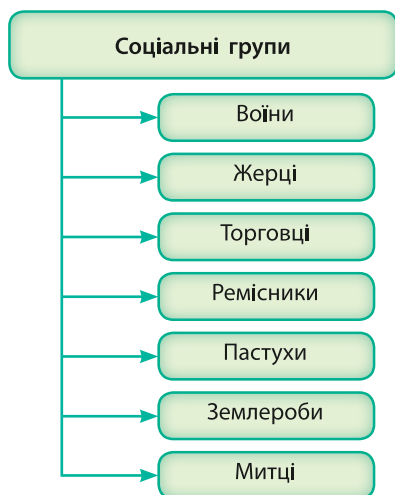 Соціальні групи
Воїни
Жерці
Торговці
Ремісники
Пастухи
Землероби
Митці